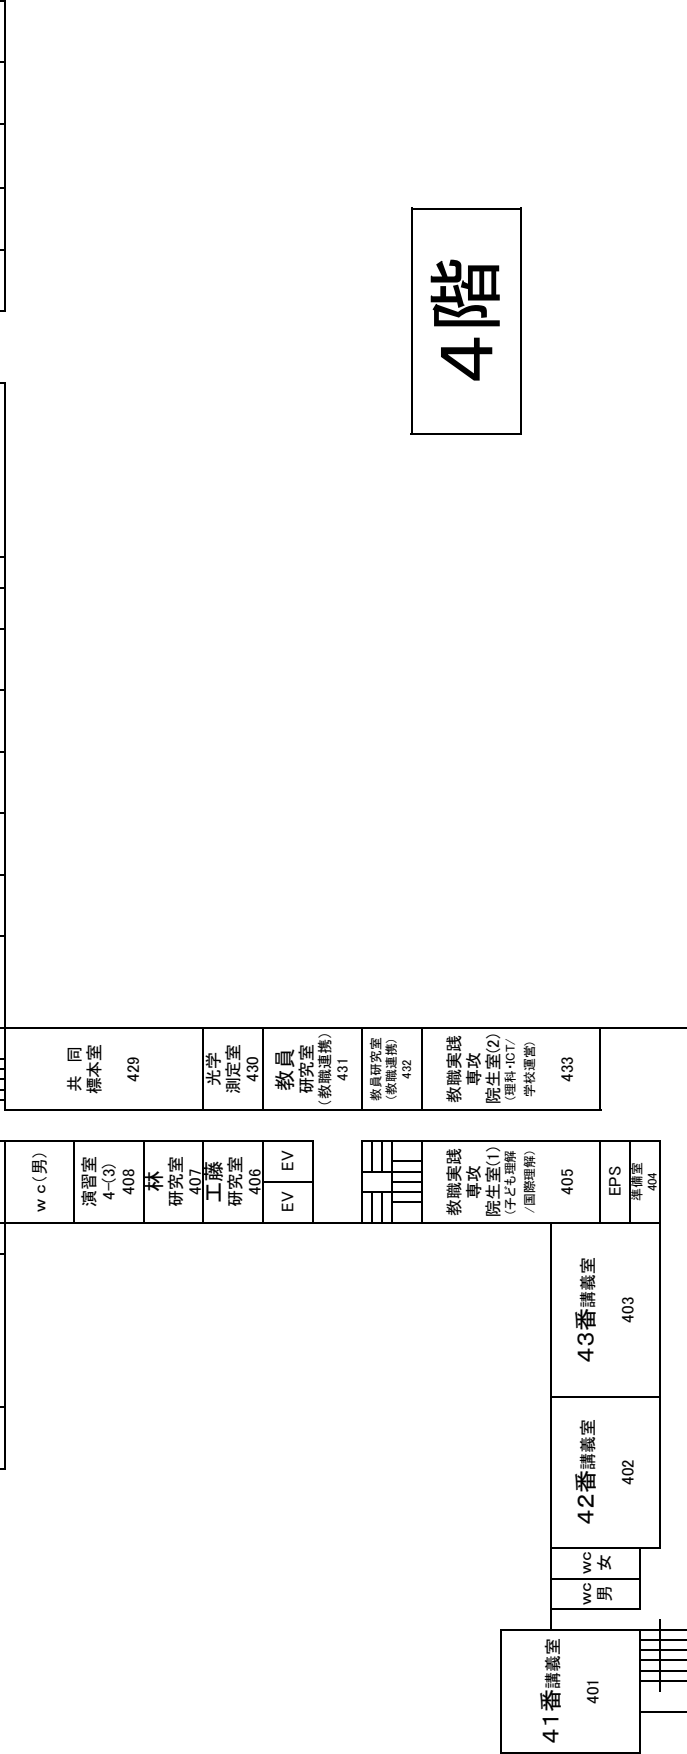 4階
共　同
標本室
429
光学
測定室
430
教員
研究室
(教職連携)
431
教員研究室
(教職連携)
432
教職実践
専攻
院生室(2)
(理科・ICT/
学校運営)
433
ｗｃ(男)
演習室
4-(3)
408
林
研究室
407
工藤
研究室
406
EV
EV
教職実践
専攻
院生室(1)
(子ども理解
/国際理解)
405
EPS
準備室
404
43番講義室
403
42番講義室
402
wc
女
wc
男
41番講義室
401